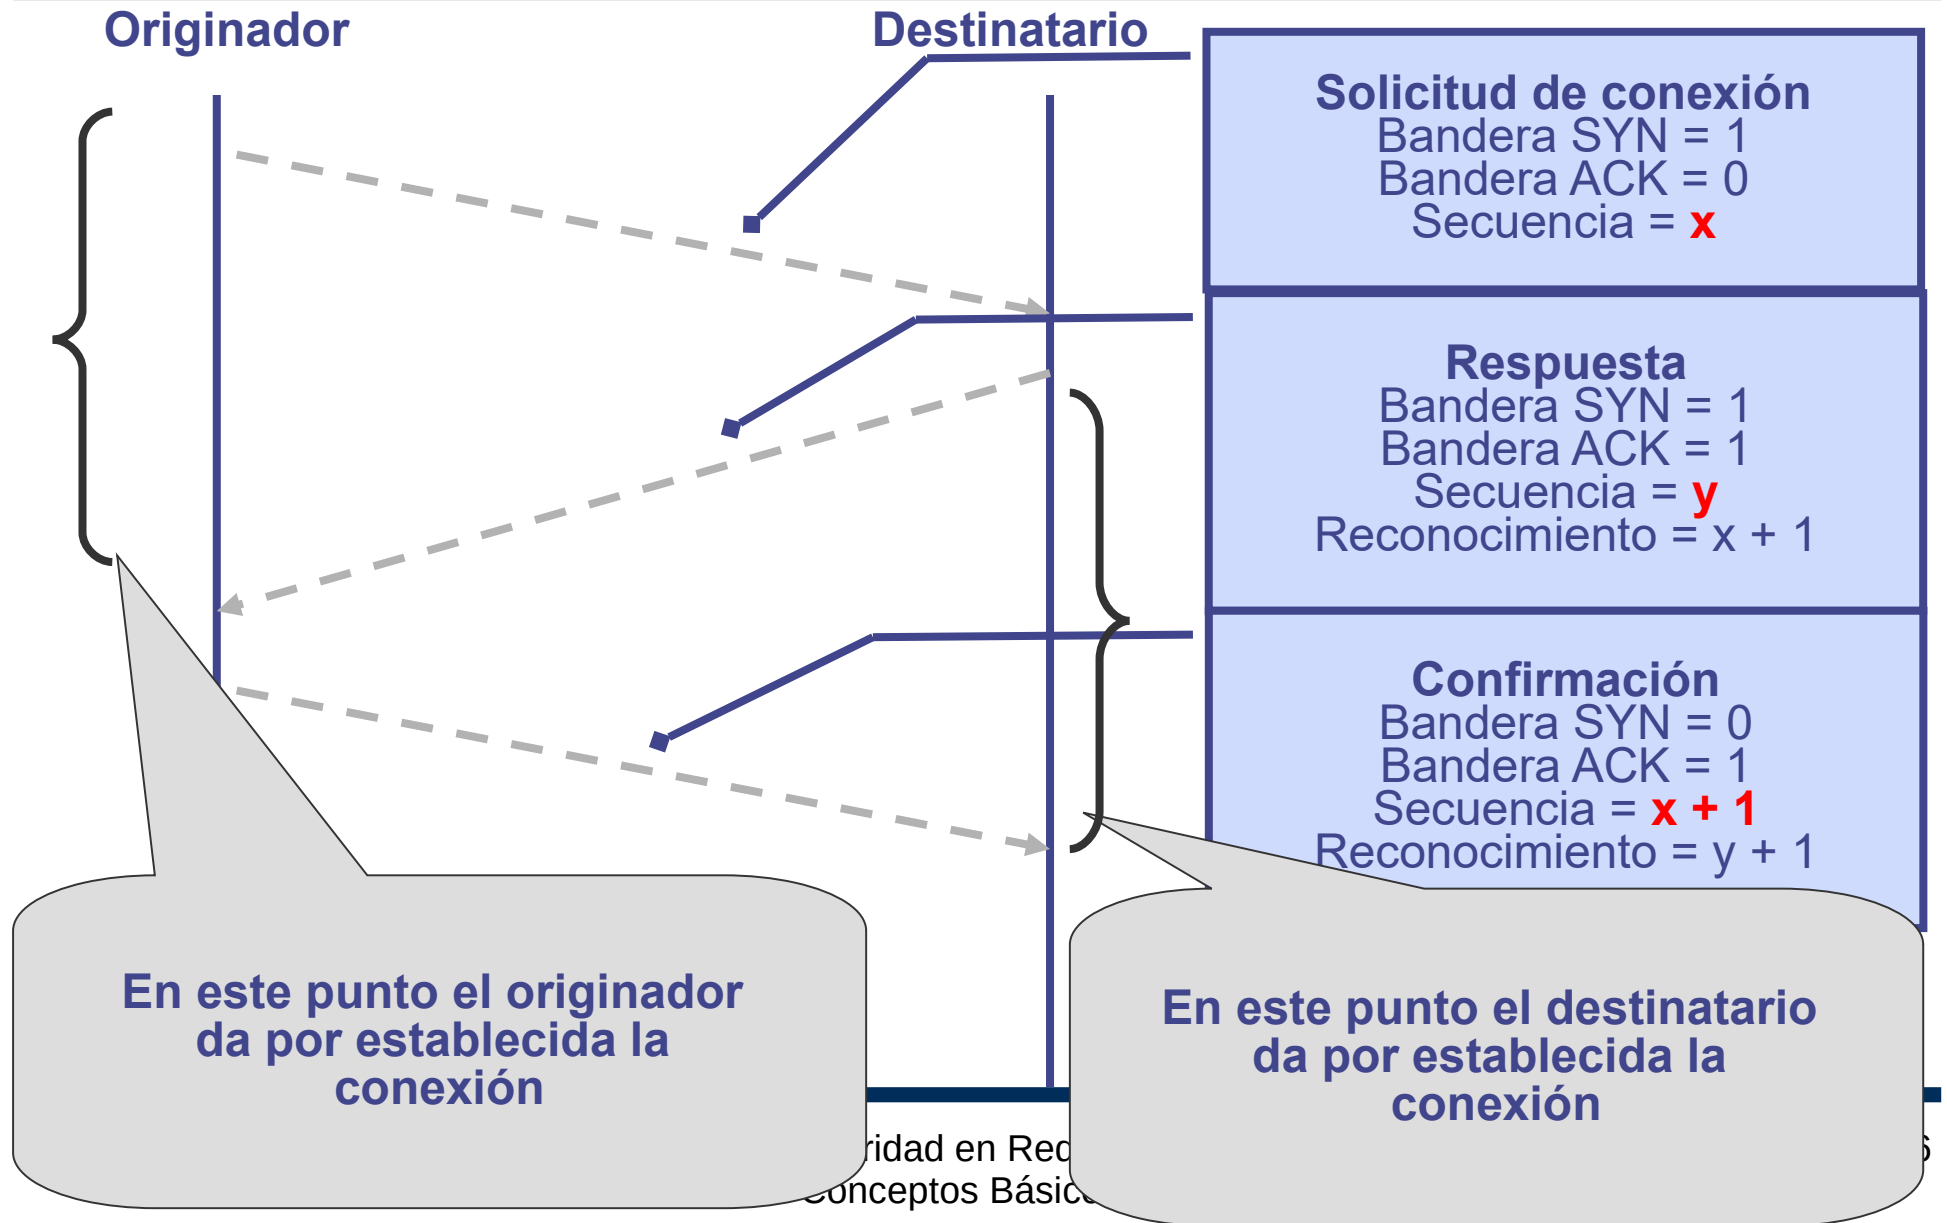 Originador
Destinatario
Solicitud de conexión
Bandera SYN = 1
Bandera ACK = 0
Secuencia = x
Respuesta
Bandera SYN = 1
Bandera ACK = 1
Secuencia = y
Reconocimiento = x + 1
Confirmación
Bandera SYN = 0
Bandera ACK = 1
Secuencia = x + 1
Reconocimiento = y + 1
En este punto el originador
da por establecida la
conexión
En este punto el destinatario
da por establecida la
conexión
en